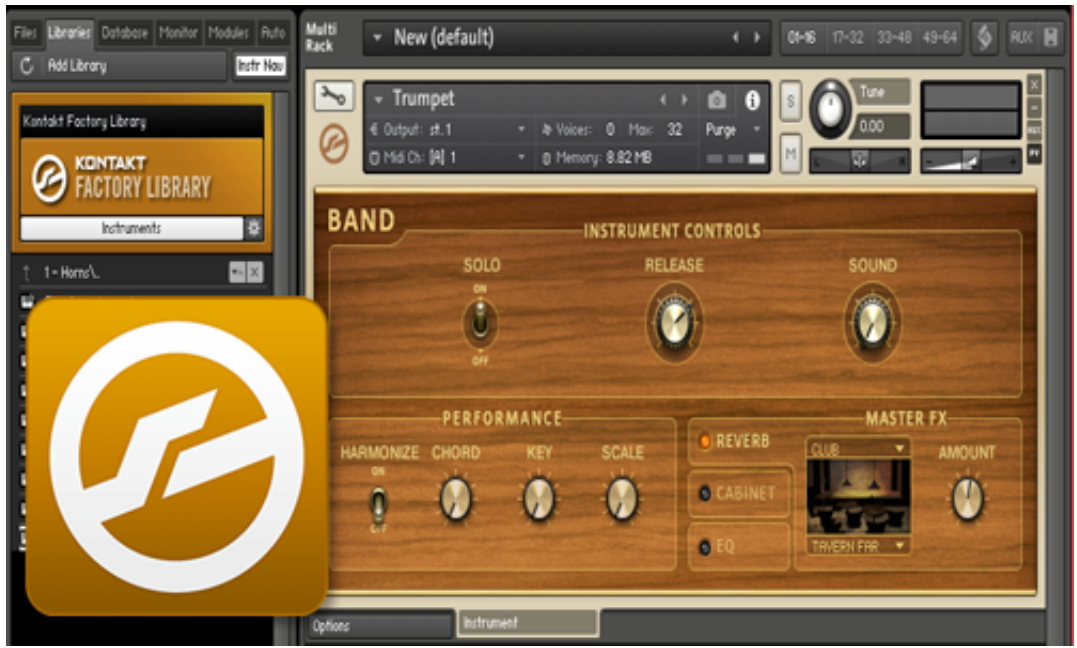 Files Libraries Database Monitor Modules Auto
Add Library Instr Nav
Kontakt Factory Library
KONTAKT
FACTORY LIBRARY
Instruments
1 - Horns\..
Multi
Rack
New (default)
01-16 17-32 33-48 49-64 AUX
Trumpet
Output: st.1 Voices: 0 Max: 32 Purge
Midi Ch: [A] 1 Memory: 8.82 MB
S
M
Tune
0.00
L R
- +
X
-
AUX
PV
BAND
INSTRUMENT CONTROLS
SOLO RELEASE SOUND
ON
OFF
PERFORMANCE
HARMONIZE CHORD KEY SCALE
ON
OFF
MASTER FX
REVERB
CABINET
EQ
CLUB
TAVERN FAR
AMOUNT
Options Instrument